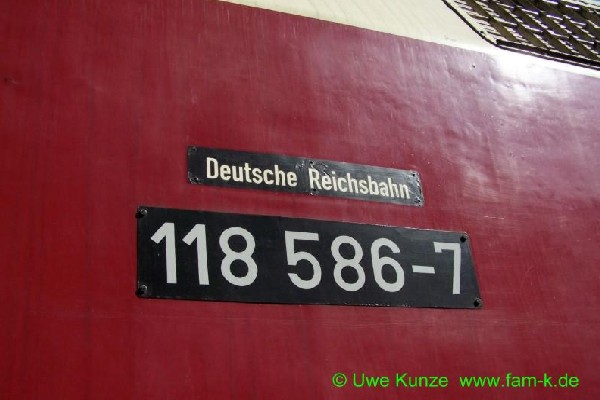 Deutsche Reichsbahn
118 586-7
© Uwe Kunze www.fam-k.de